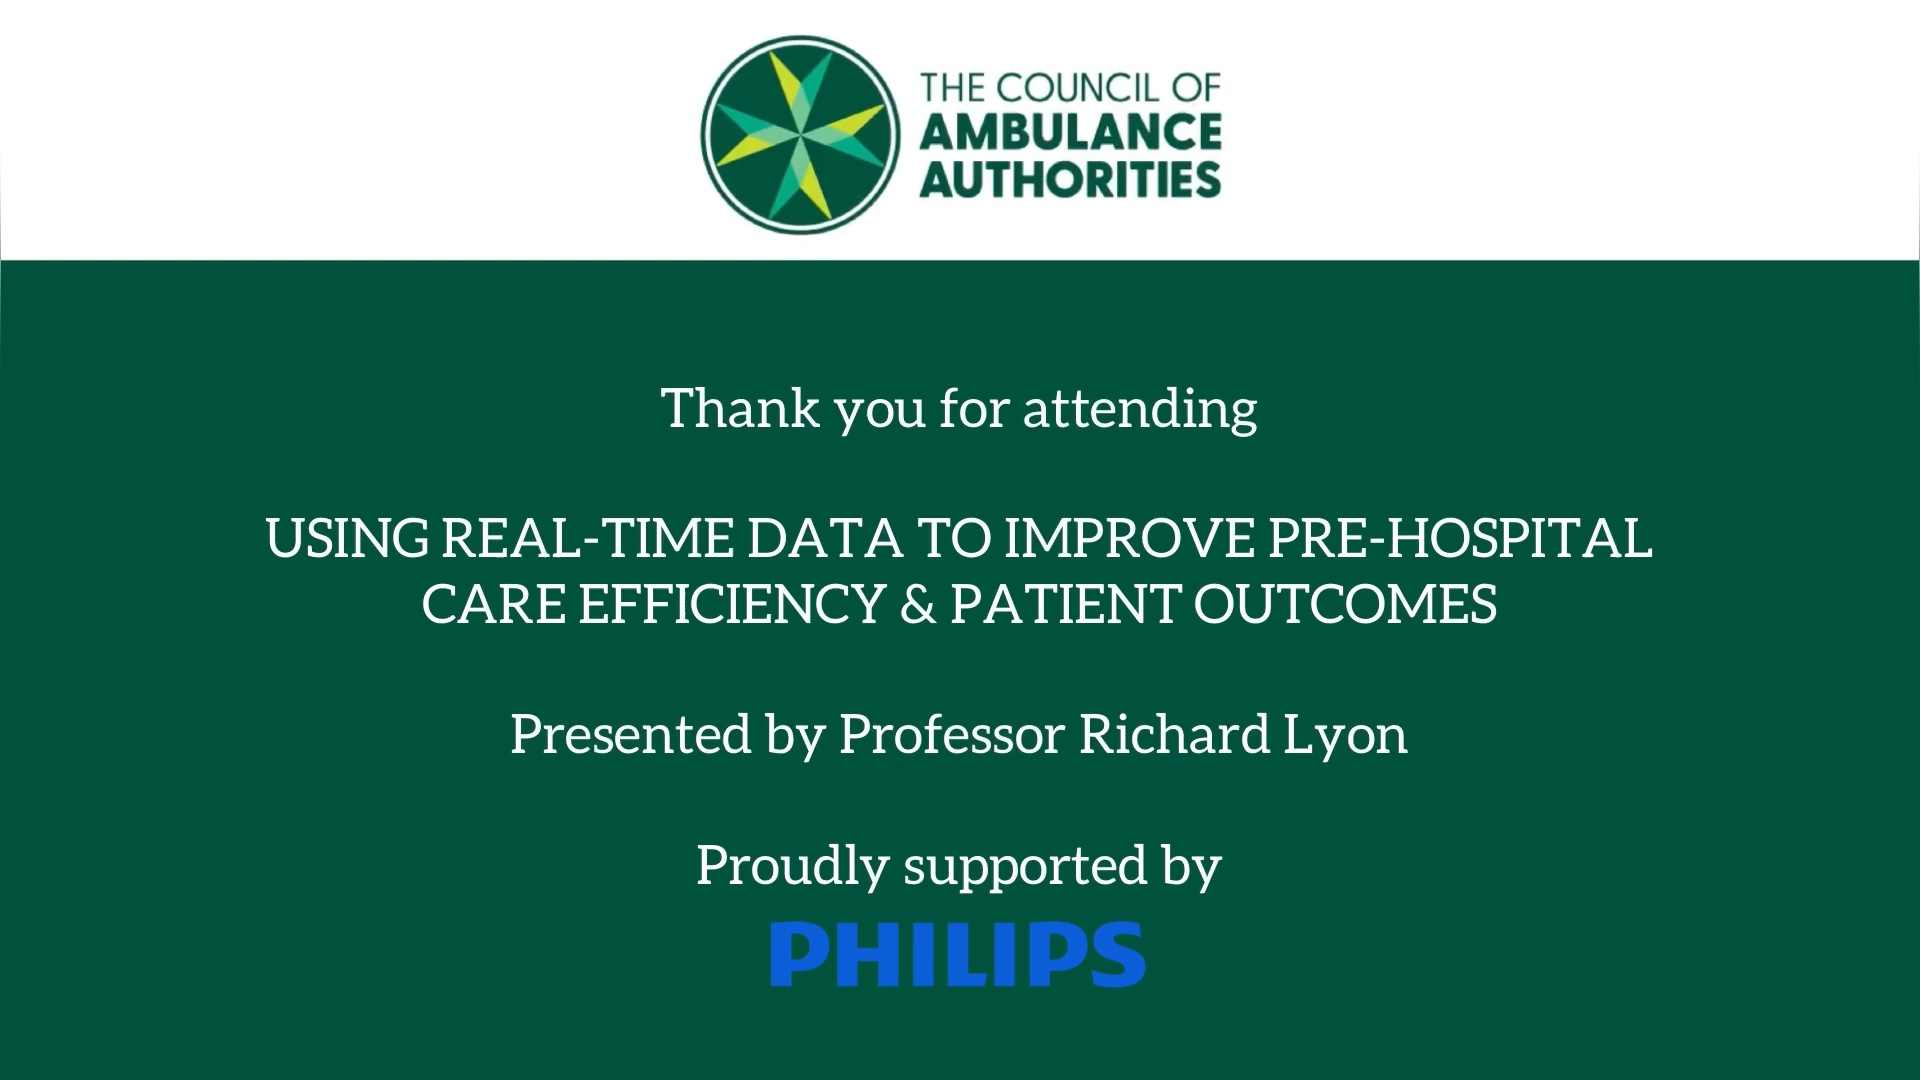 THE COUNCIL OF
AMBULANCE
AUTHORITIES
Thank you for attending
USING REAL-TIME DATA TO IMPROVE PRE-HOSPITAL
CARE EFFICIENCY & PATIENT OUTCOMES
Presented by Professor Richard Lyon
Proudly supported by
PHILIPS